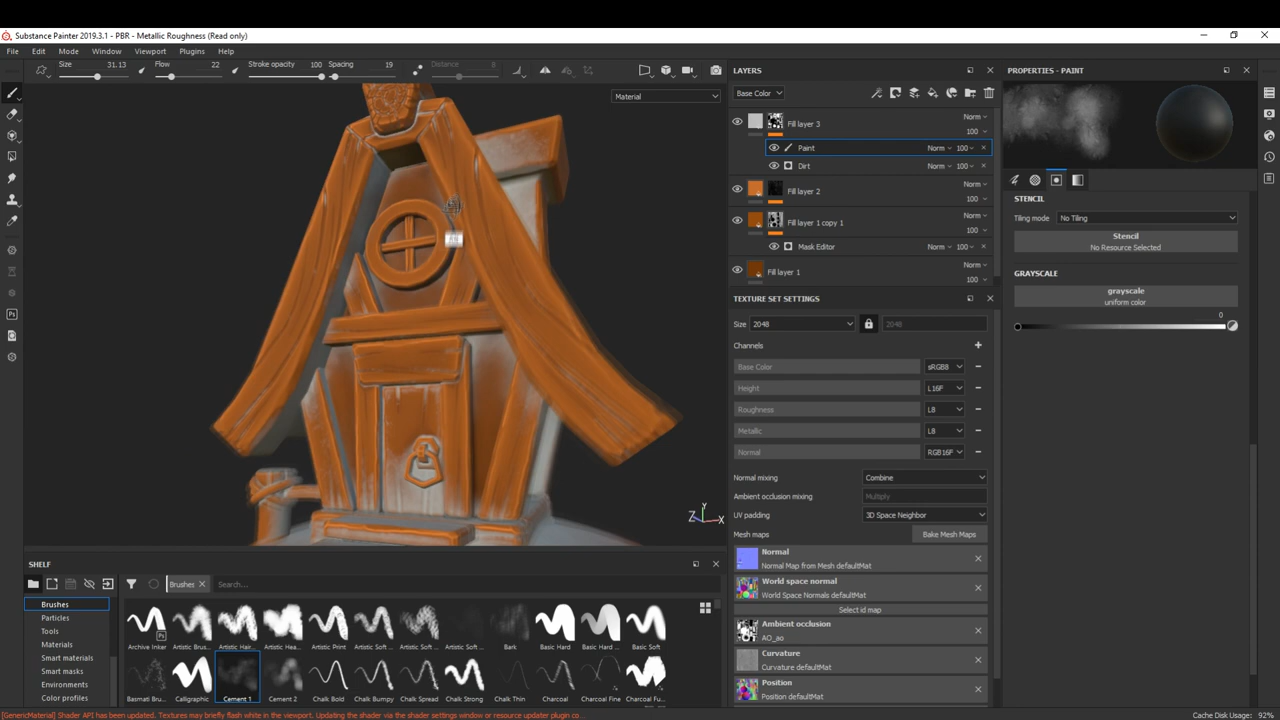 Substance Painter 2019.3.1 - PBR - Metallic Roughness (Read only)
File Edit Mode Window Viewport Plugins Help
Size 31.13 Flow 22 Stroke opacity 100 Spacing 19 Distance 8
Material
LAYERS
Base Color
Fill layer 3 Norm 100
Paint Norm 100
Dirt Norm 100
Fill layer 2 Norm 100
Fill layer 1 copy 1 Norm 100
Mask Editor Norm 100
Fill layer 1 Norm 100
TEXTURE SET SETTINGS
Size 2048 2048
Channels
Base Color sRGB8
Height L16F
Roughness L8
Metallic L8
Normal RGB16F
Normal mixing Combine
Ambient occlusion mixing Multiply
UV padding 3D Space Neighbor
Mesh maps Bake Mesh Maps
Normal
Normal Map from Mesh defaultMat
World space normal
World Space Normals defaultMat
Select id map
Ambient occlusion
AO_ao
Curvature
Curvature defaultMat
Position
Position defaultMat
PROPERTIES - PAINT
STENCIL
Tiling mode No Tiling
Stencil
No Resource Selected
GRAYSCALE
grayscale
uniform color
0
Z Y X
SHELF
Brushes Search...
Brushes
Particles
Tools
Materials
Smart materials
Smart masks
Environments
Color profiles
Archive Inker Artistic Brus... Artistic Hair... Artistic Hea... Artistic Print Artistic Soft ... Artistic Soft ... Artistic Soft ... Bark Basic Hard Basic Hard ... Basic Soft
Basmati Bru... Calligraphic Cement 1 Cement 2 Chalk Bold Chalk Bumpy Chalk Spread Chalk Strong Chalk Thin Charcoal Charcoal Fine Charcoal Fu...
[GenericMaterial] Shader API has been updated. Textures may briefly flash white in the viewport. Updating the shader via the shader settings window or resource updater plugin co ...
Cache Disk Usage: 92%